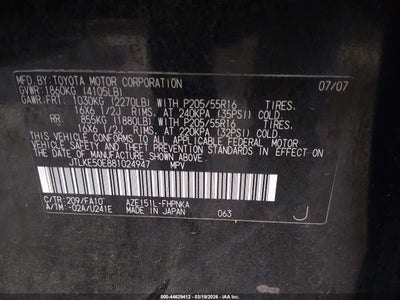 MFD.BY:TOYOTA MOTOR CORPORATION 07/07
GVWR:1860KG (4105LB)
GAWR:FRT. 1030KG (2270LB) WITH P205/55R16 TIRES,
16X6 1/2J RIMS, AT 240KPA (35PSI) COLD
RR. 855KG (1885LB) WITH P205/55R16 TIRES,
16X6 1/2J RIMS, AT 220KPA (32PSI) COLD
THIS VEHICLE CONFORMS TO ALL APPLICABLE FEDERAL MOTOR
VEHICLE SAFETY AND THEFT PREVENTION STANDARDS IN
EFFECT ON THE DATE OF MANUFACTURE SHOWN ABOVE.
JTLKE50E881024947 MPV
C/TR:209/FA10 AZE151L-FHPNKA
A/TM:-02A/U241E MADE IN JAPAN 063 J
000-44629412 - 03/19/2026 - IAA